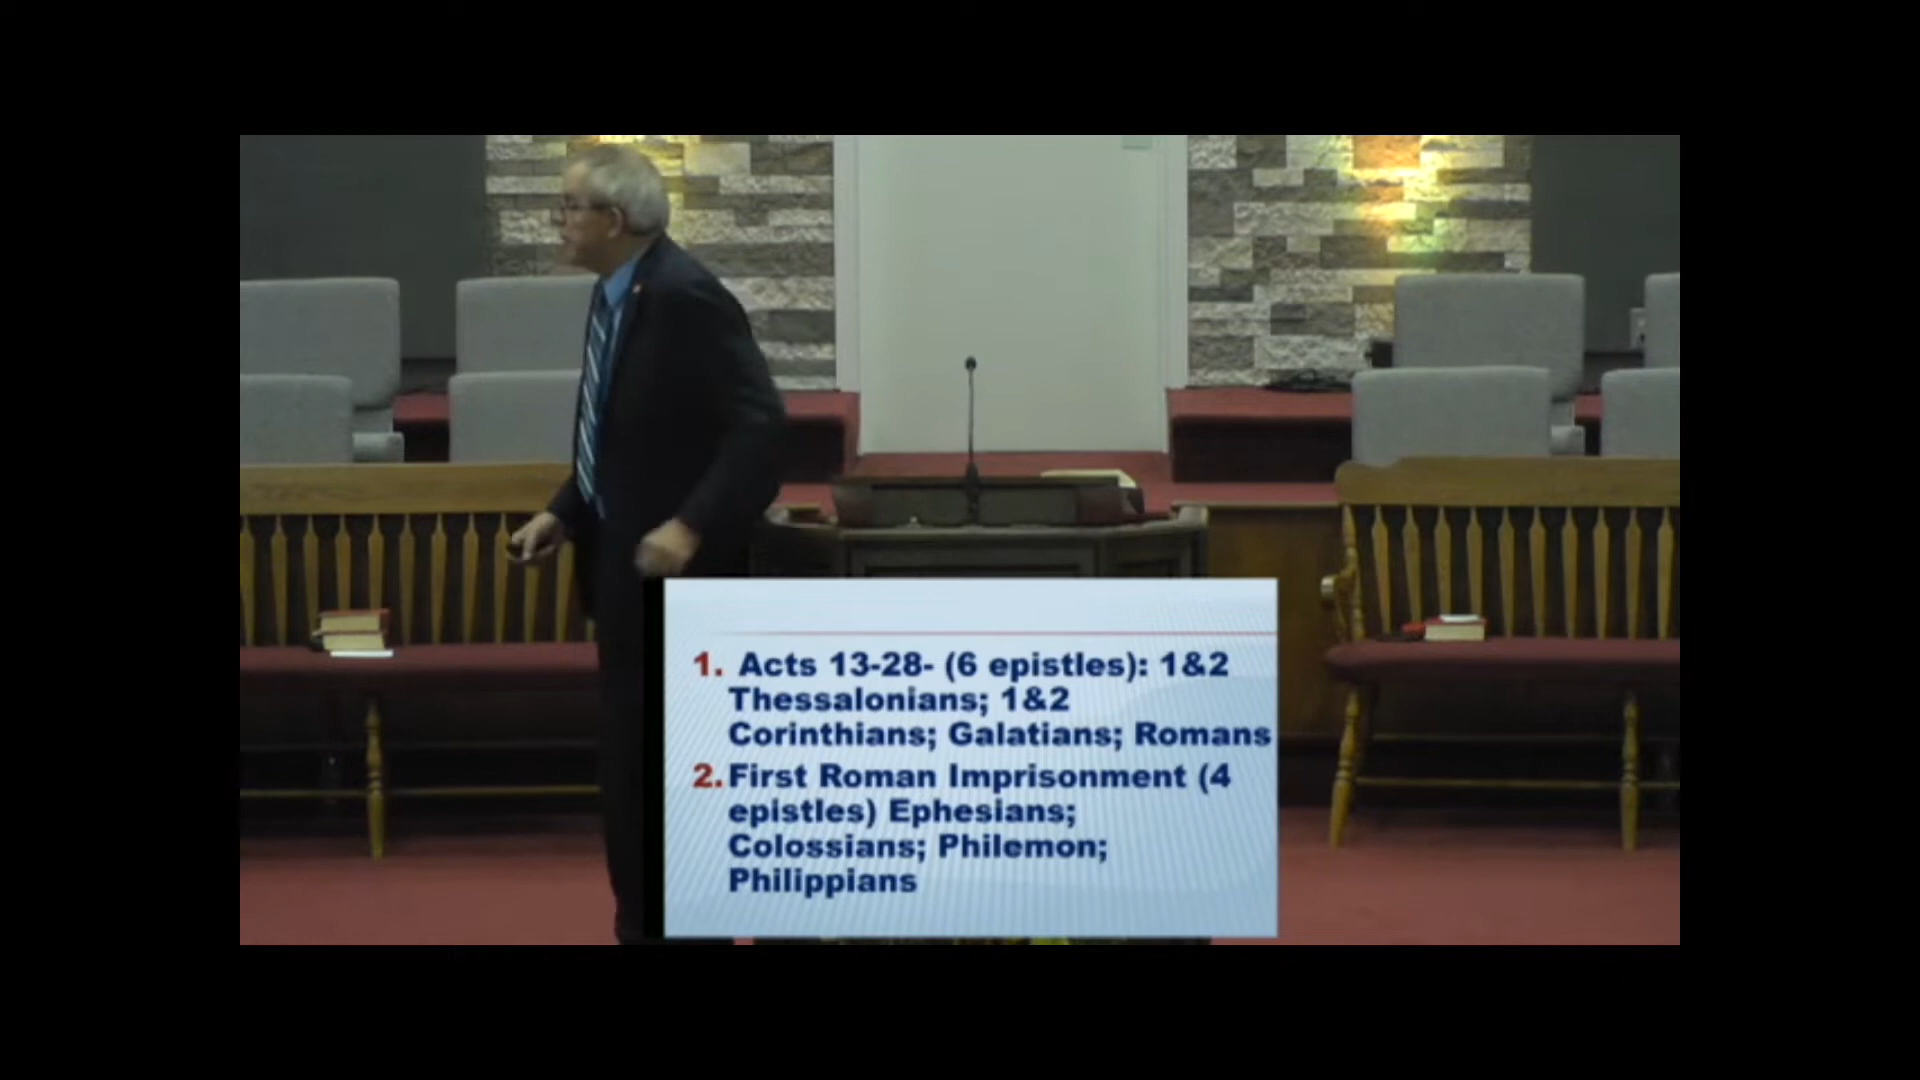 1. Acts 13-28- (6 epistles): 1&2
Thessalonians; 1&2
Corinthians; Galatians; Romans
2. First Roman Imprisonment (4
epistles) Ephesians;
Colossians; Philemon;
Philippians